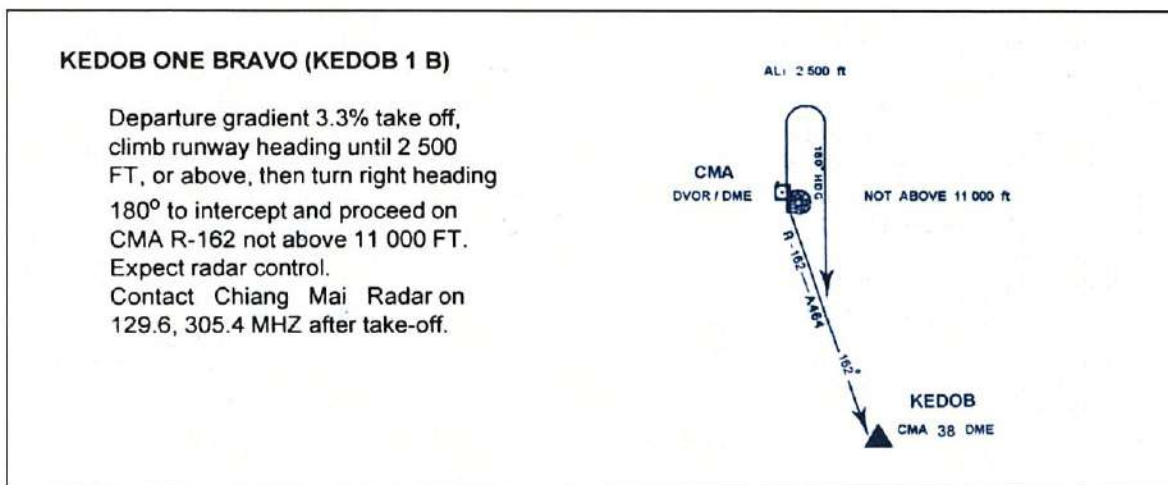 KEDOB ONE BRAVO (KEDOB 1 B)
Departure gradient 3.3% take off,
climb runway heading until 2 500
FT, or above, then turn right heading
180° to intercept and proceed on
CMA R-162 not above 11 000 FT.
Expect radar control.
Contact Chiang Mai Radar on
129.6, 305.4 MHZ after take-off.
ALt 2 500 ft
180° HDG
CMA
DVOR / DME
NOT ABOVE 11 000 ft
R - 162
A464
162°
KEDOB
CMA 38 DME